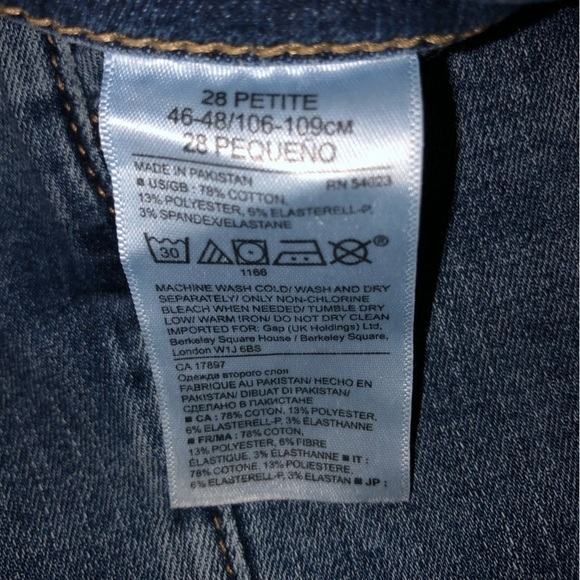 28 PETITE
46-48/106-109CM
28 PEQUEÑO
MADE IN PAKISTAN RN 54023
■ US/GB: 78% COTTON,
13% POLYESTER, 6% ELASTERELL-P,
3% SPANDEX/ELASTANE
30
1166
MACHINE WASH COLD/ WASH AND DRY
SEPARATELY/ ONLY NON-CHLORINE
BLEACH WHEN NEEDED/ TUMBLE DRY
LOW/ WARM IRON/ DO NOT DRY CLEAN
IMPORTED FOR: Gap (UK Holdings) Ltd,
Berkeley Square House / Berkeley Square,
London W1J 6BS
CA 17897
Одежда второго слоя
FABRIQUÉ AU PAKISTAN/ HECHO EN
PAKISTÁN/ DIBUAT DI PAKISTAN/
СДЕЛАНО В ПАКИСТАНЕ
■ CA : 78% COTON, 13% POLYESTER,
6% ELASTERELL-P, 3% ÉLASTHANNE
■ FR/MA : 78% COTON,
13% POLYESTER, 6% FIBRE
ÉLASTIQUE, 3% ÉLASTHANNE ■ IT :
78% COTONE, 13% POLIESTERE,
6% ELASTERELL-P, 3% ELASTAN ■ JP :